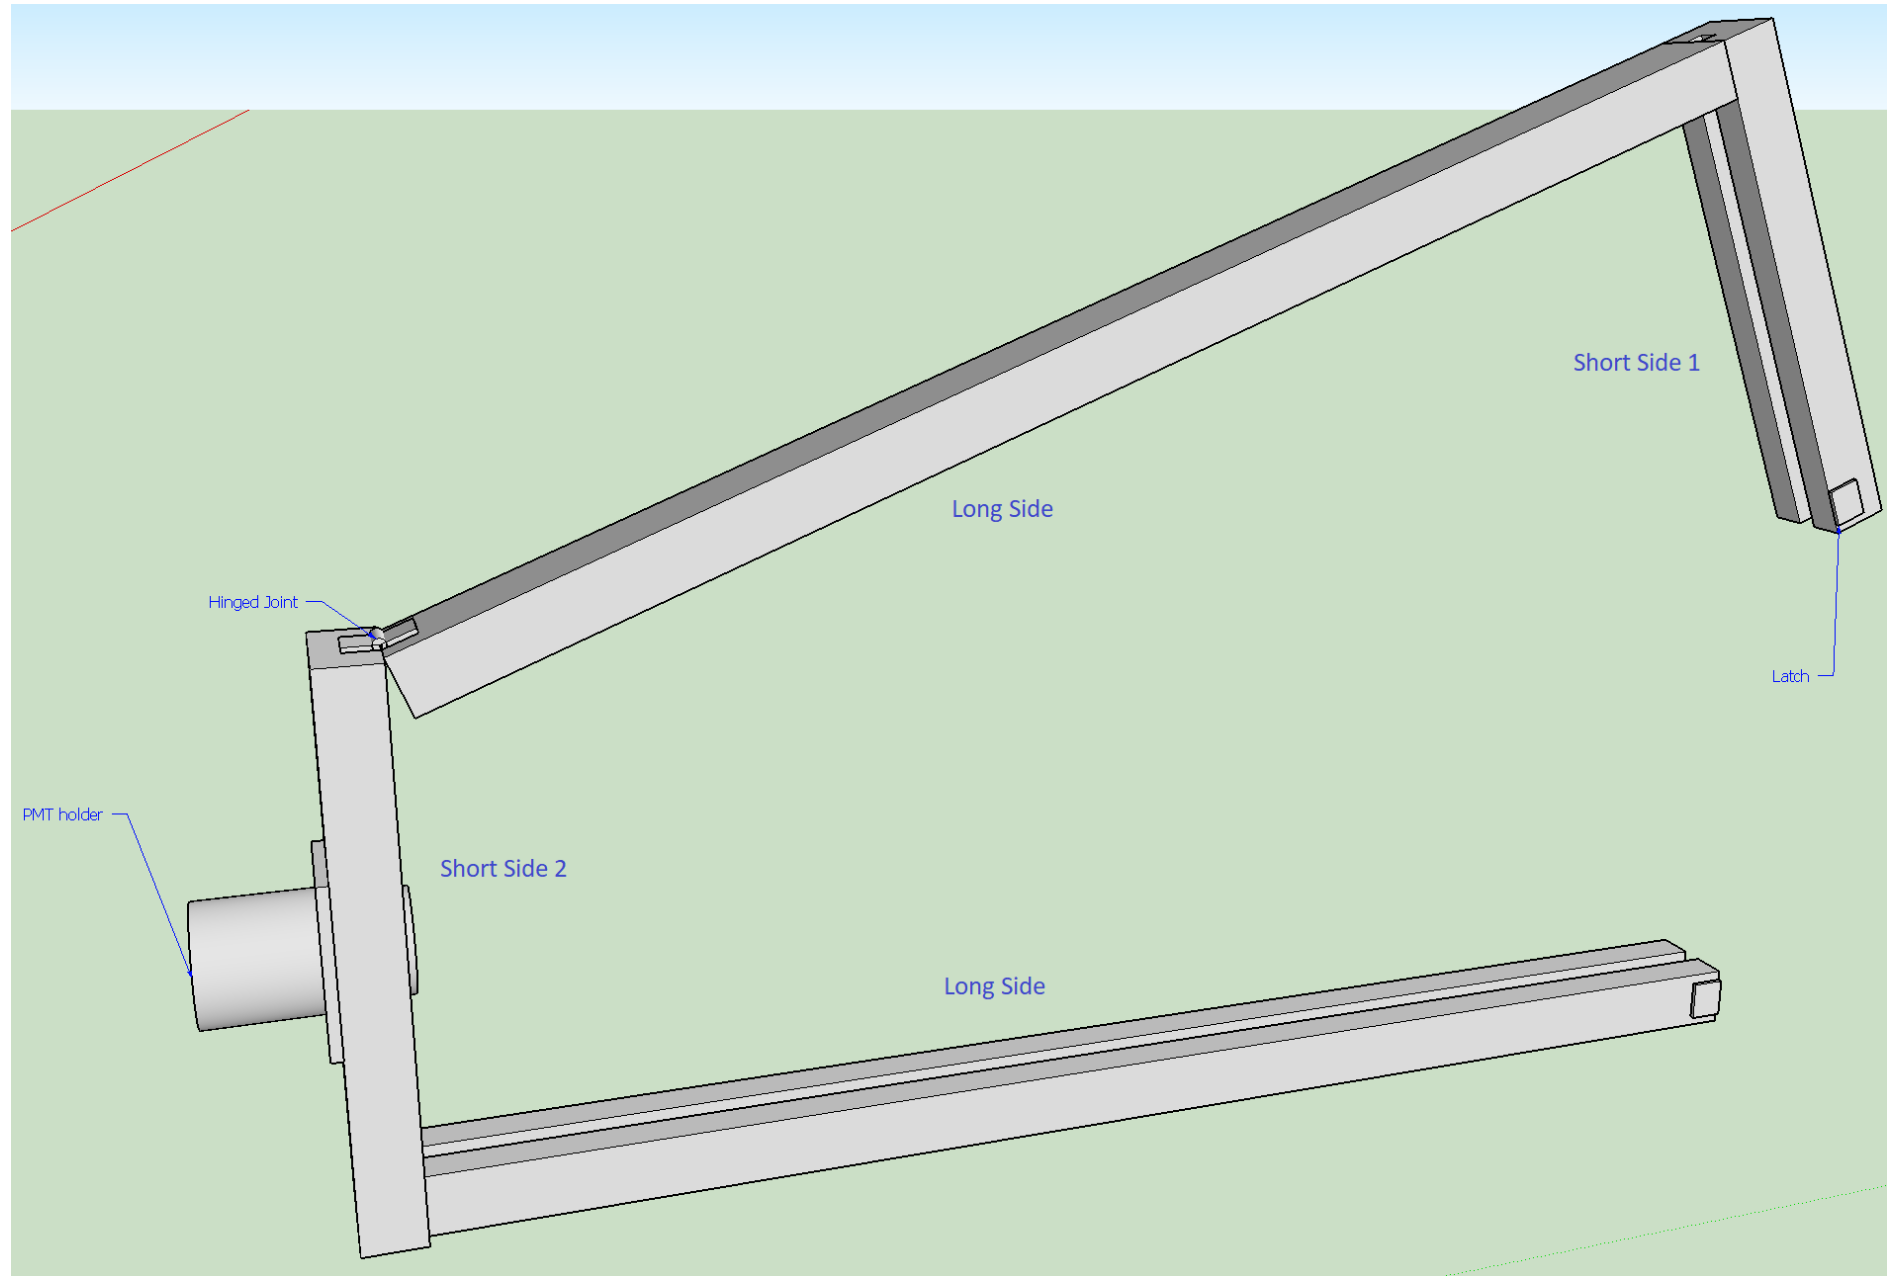 Short Side 1
Long Side
Hinged Joint
Latch
PMT holder
Short Side 2
Long Side